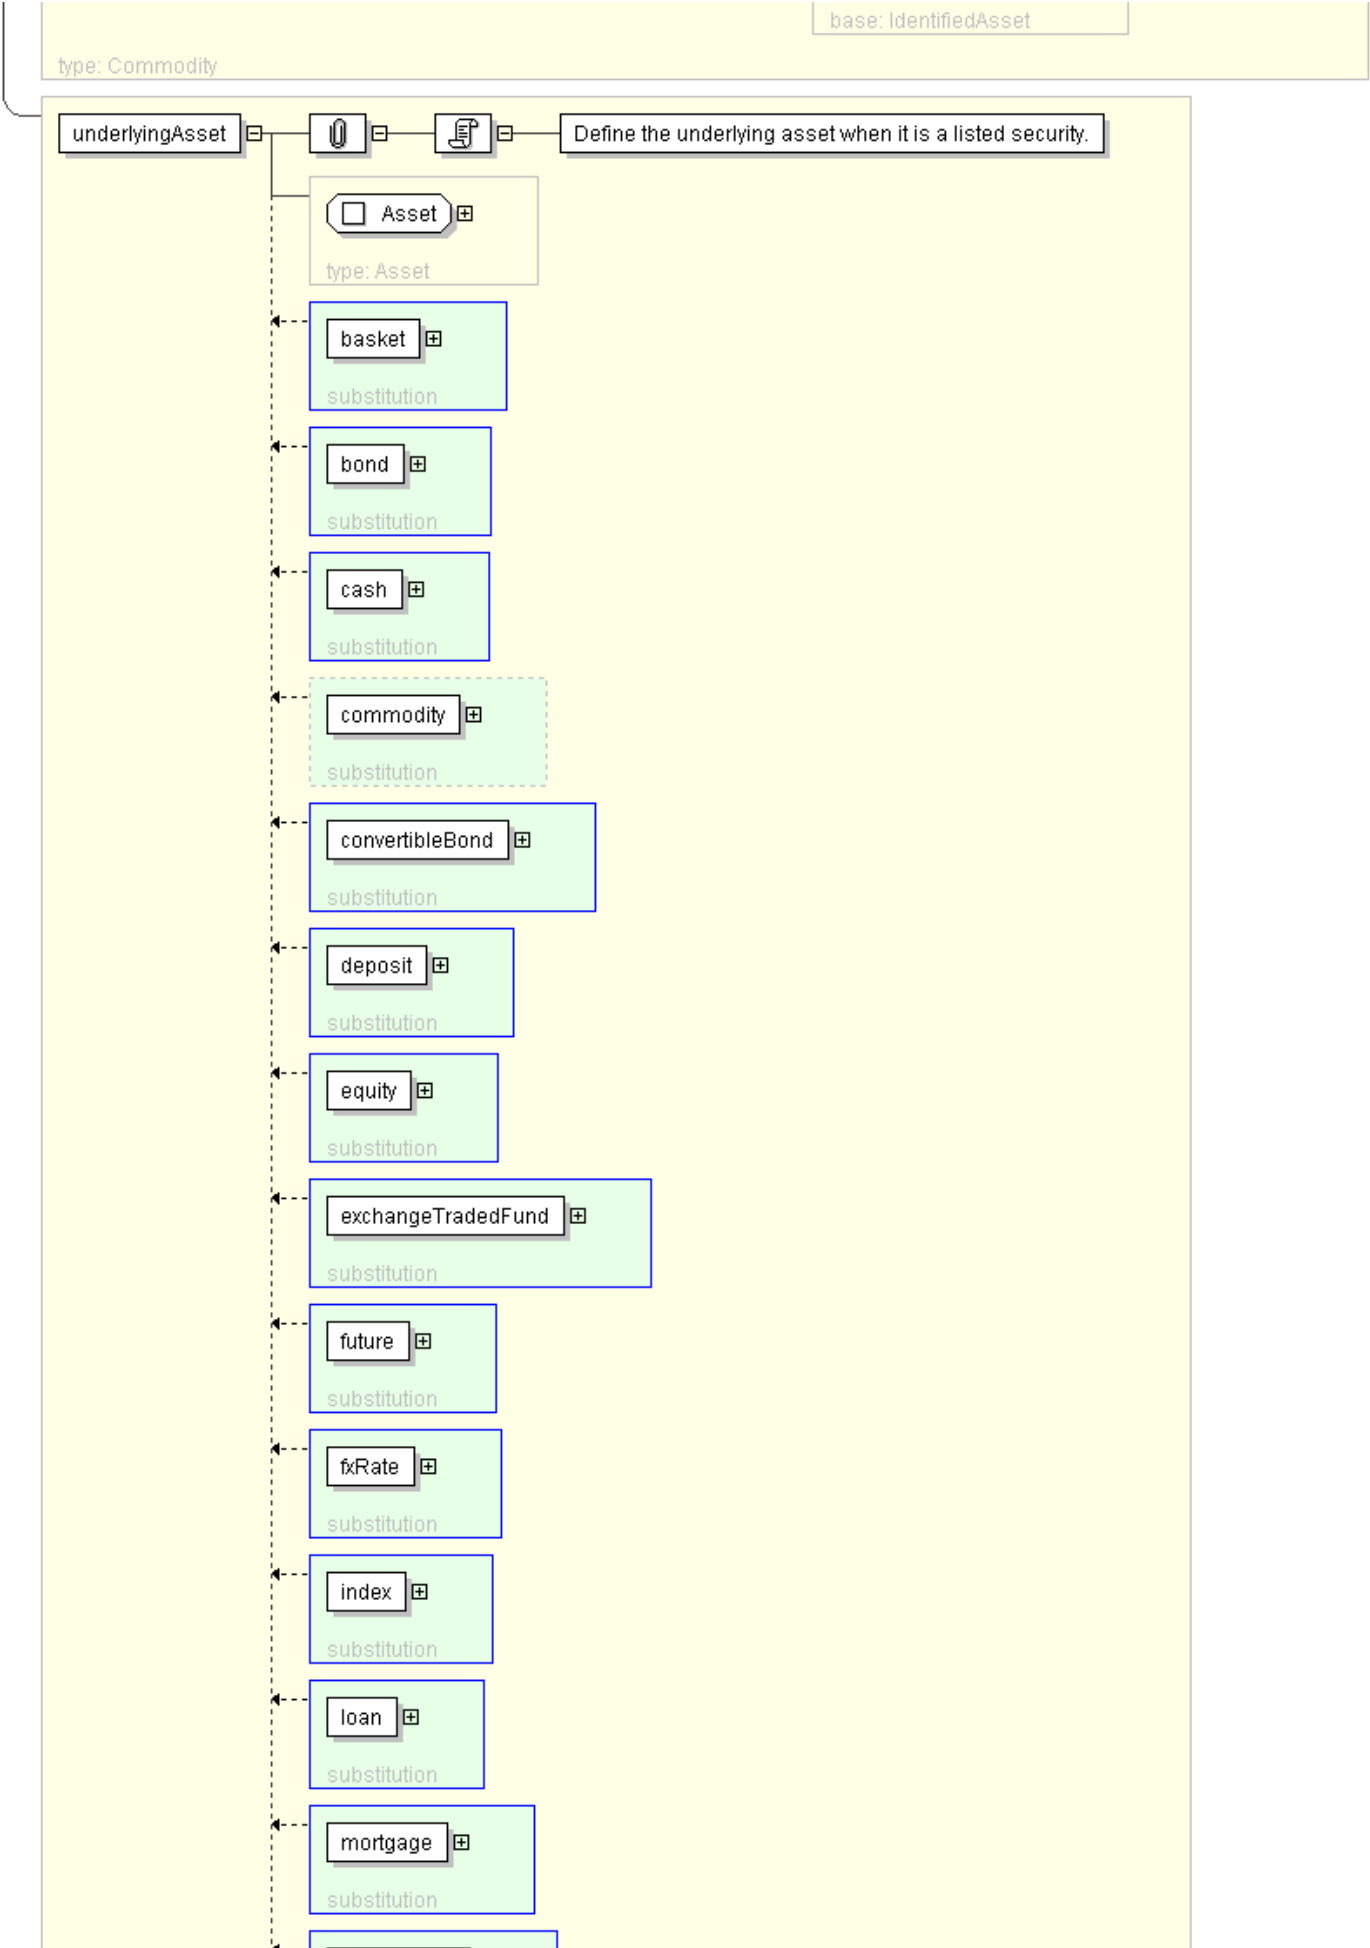 base: IdentifiedAsset
type: Commodity
underlyingAsset
Define the underlying asset when it is a listed security.
Asset
type: Asset
basket
substitution
bond
substitution
cash
substitution
commodity
substitution
convertibleBond
substitution
deposit
substitution
equity
substitution
exchangeTradedFund
substitution
future
substitution
fxRate
substitution
index
substitution
loan
substitution
mortgage
substitution